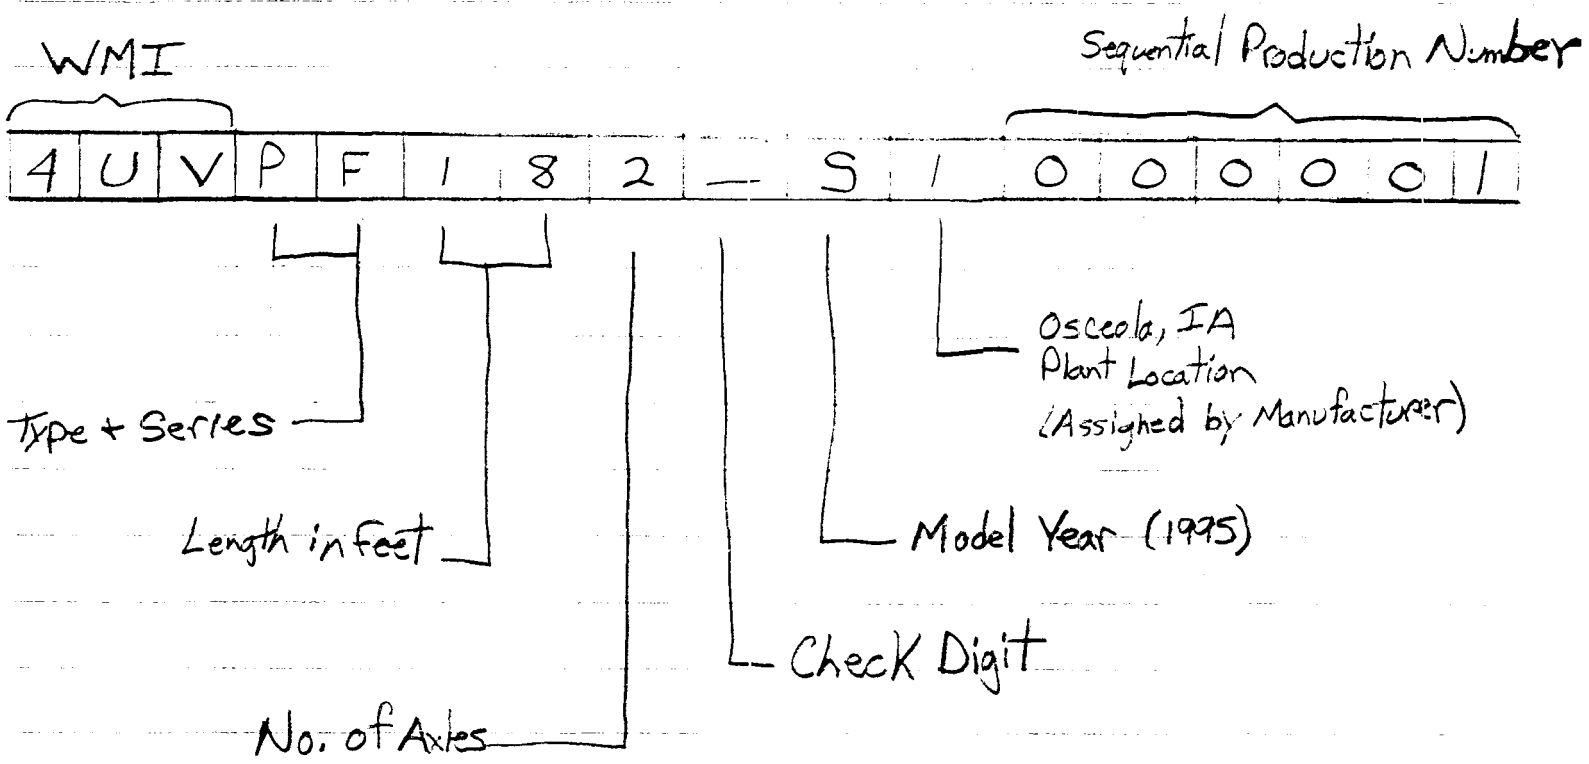 WMI
Sequential Production Number
4 U V P F 1 8 2 _ S 1 0 0 0 0 0 1
Osceola, IA
Plant Location
(Assigned by Manufacturer)
Type + Series
Length in feet
Model Year (1995)
Check Digit
No. of Axles